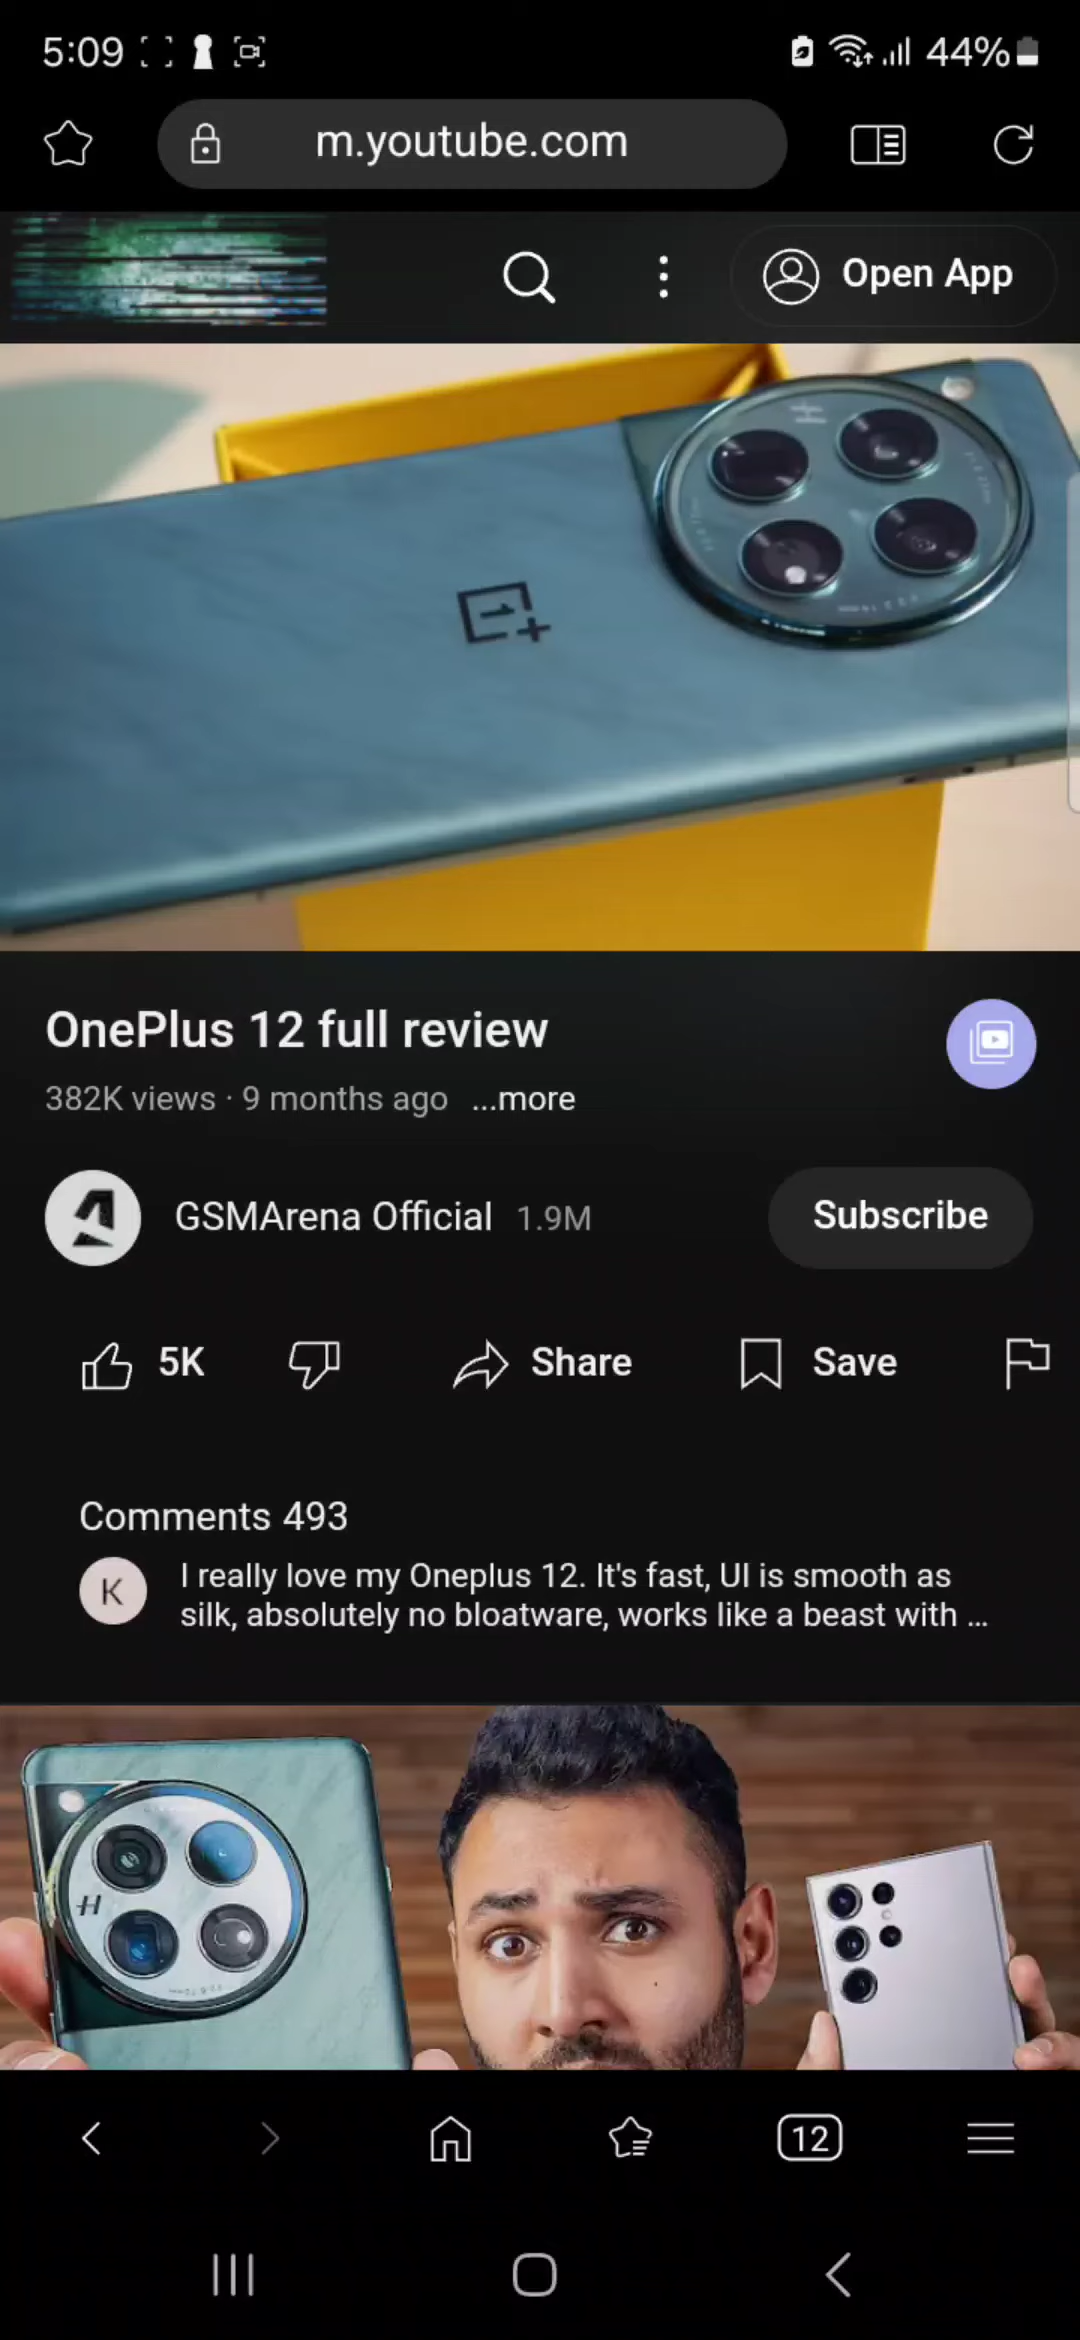 5:09
44%
m.youtube.com
Open App
OnePlus 12 full review
382K views · 9 months ago ...more
GSMArena Official 1.9M
Subscribe
5K
Share
Save
Comments 493
K
I really love my Oneplus 12. It's fast, UI is smooth as
silk, absolutely no bloatware, works like a beast with ...
12